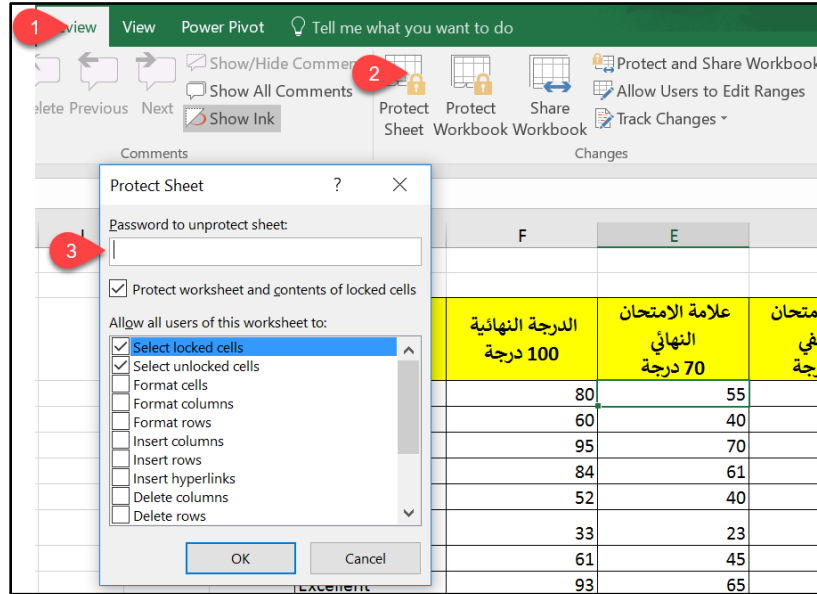 1
View
Power Pivot
Tell me what you want to do
Previous
Next
Show/Hide
Show All Comments
Show Ink
Comments
2
Protect Sheet
Protect Workbook
Share Workbook
Protect and Share Workbook
Allow Users to Edit Ranges
Track Changes
Changes
Protect Sheet
?
Password to unprotect sheet:
3
Protect worksheet and contents of locked cells
Allow all users of this worksheet to:
Select locked cells
Select unlocked cells
Format cells
Format columns
Format rows
Insert columns
Insert rows
Insert hyperlinks
Delete columns
Delete rows
OK
Cancel
F
E
الدرجة النهائية
100 درجة
علامة الامتحان
النهائي
70 درجة
80
55
60
40
95
70
84
61
52
40
33
23
61
45
93
65